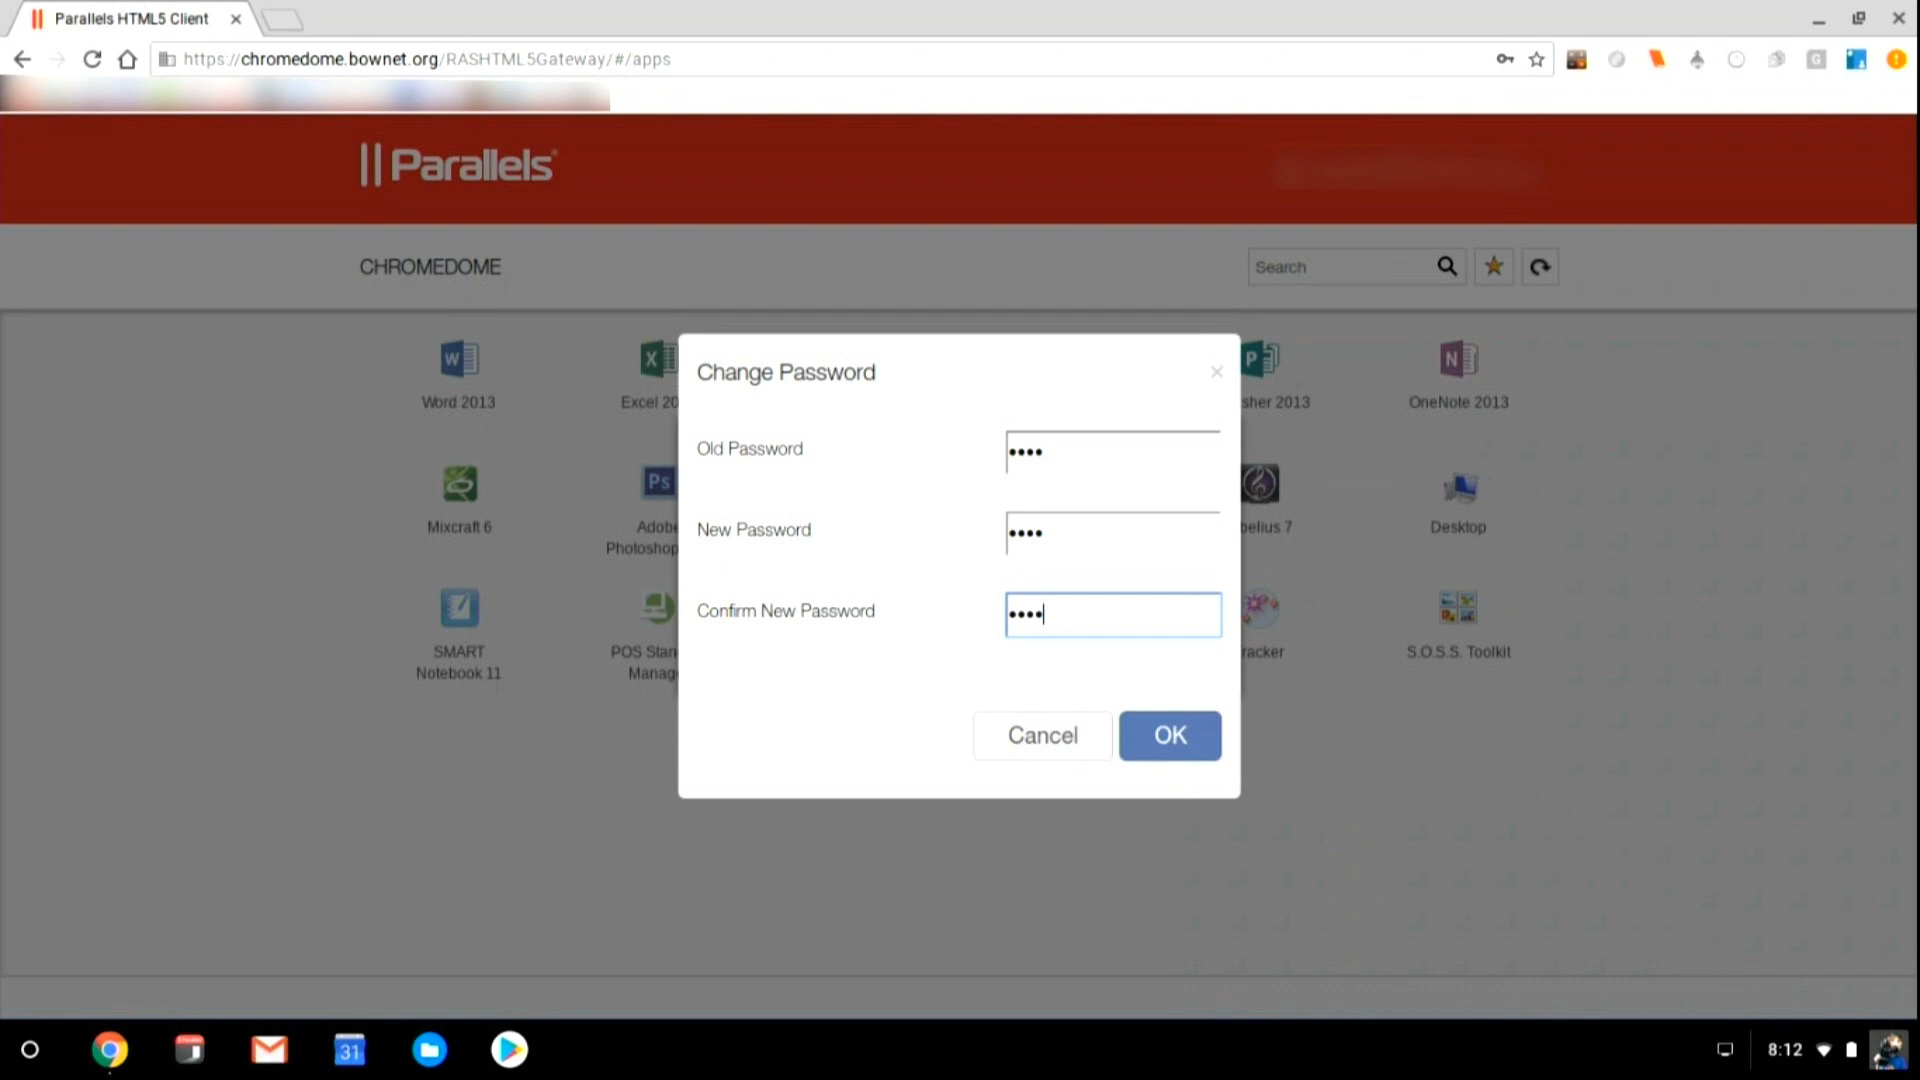 Parallels HTML5 Client
https://chromedome.bownet.org/RASHTML5Gateway/#/apps
Parallels
CHROMEDOME
Search
Word 2013
Excel 20
sher 2013
OneNote 2013
Mixcraft 6
Adobe
Photoshop
belius 7
Desktop
SMART
Notebook 11
POS Stan
Manag
racker
S.O.S.S. Toolkit
Change Password
Old Password
New Password
Confirm New Password
Cancel
OK
31
8:12